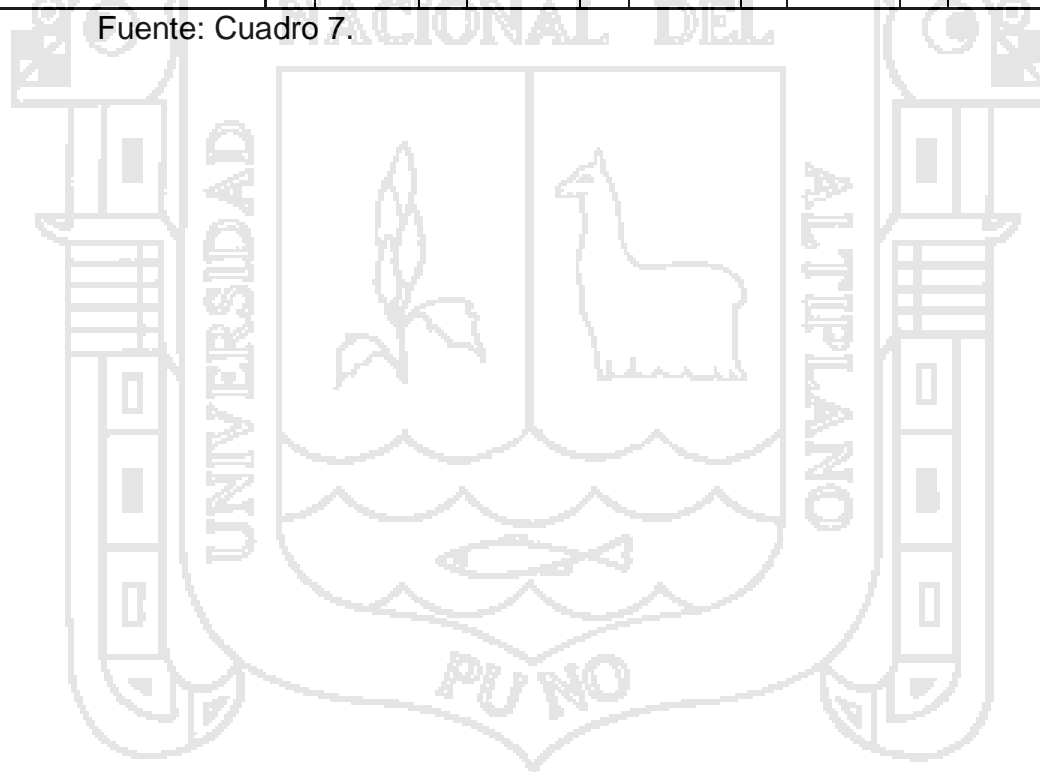 Fuente: Cuadro 7.
NACIONAL DEL
UNIVERSIDAD
ALTIPLANO
PUNO